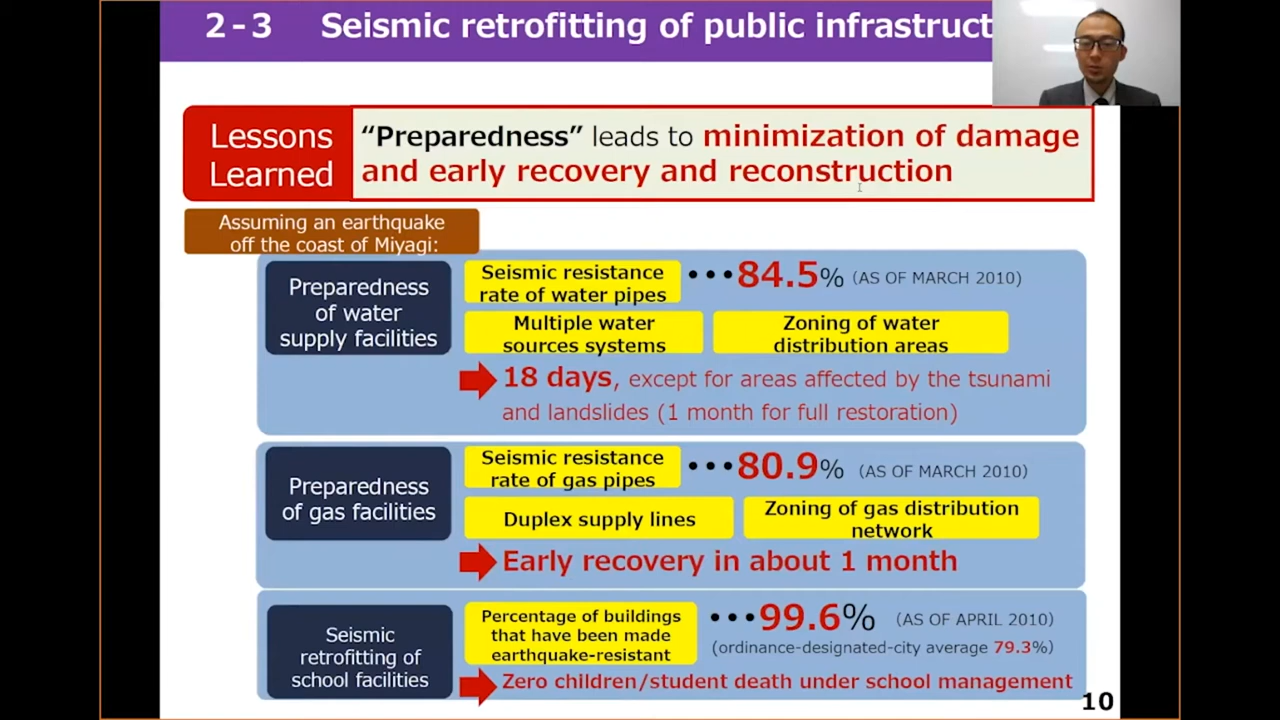 2-3 Seismic retrofitting of public infrastruct
Lessons
Learned
“Preparedness” leads to minimization of damage
and early recovery and reconstruction
Assuming an earthquake
off the coast of Miyagi:
Preparedness
of water
supply facilities
Seismic resistance
rate of water pipes
•••84.5% (AS OF MARCH 2010)
Multiple water
sources systems
Zoning of water
distribution areas
18 days, except for areas affected by the tsunami
and landslides (1 month for full restoration)
Preparedness
of gas facilities
Seismic resistance
rate of gas pipes
•••80.9% (AS OF MARCH 2010)
Duplex supply lines
Zoning of gas distribution
network
Early recovery in about 1 month
Seismic
retrofitting of
school facilities
Percentage of buildings
that have been made
earthquake-resistant
•••99.6% (AS OF APRIL 2010)
(ordinance-designated-city average 79.3%)
Zero children/student death under school management
10